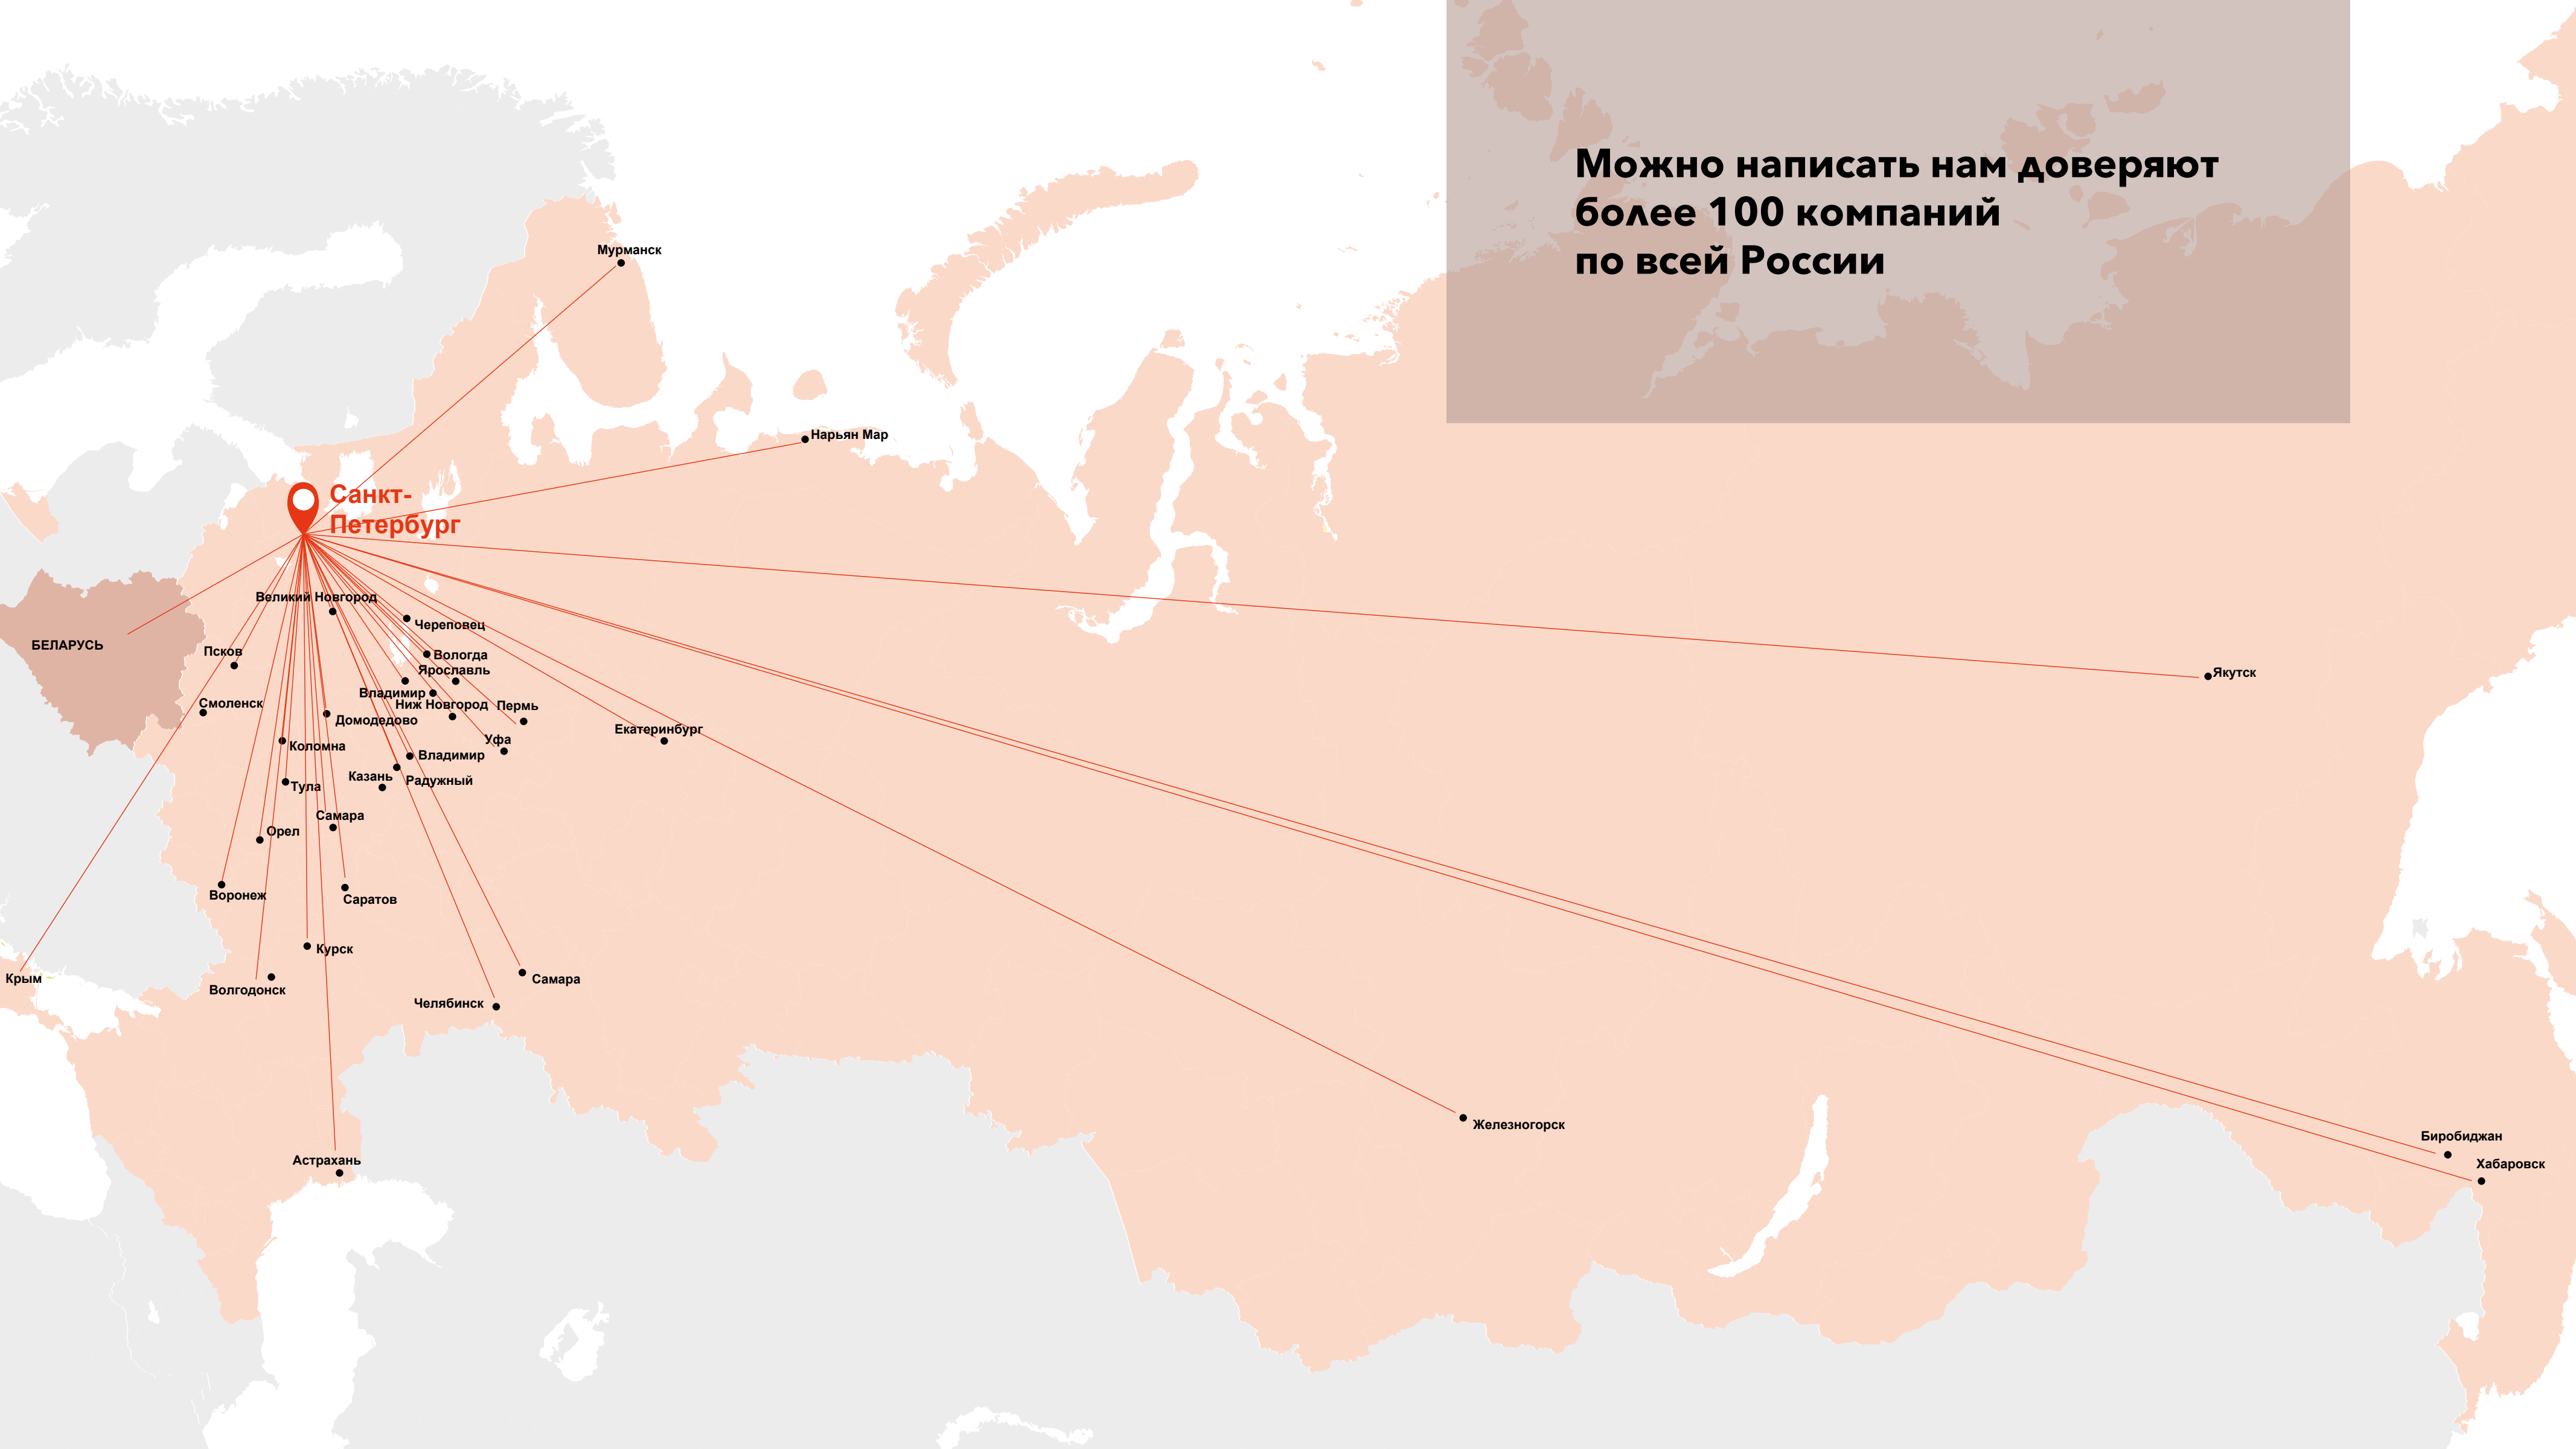 Можно написать нам доверяют
более 100 компаний
по всей России
Мурманск
Нарьян Мар
Санкт-
Петербург
Великий Новгород
Череповец
БЕЛАРУСЬ
Псков
Вологда
Ярославль
Якутск
Владимир
Смоленск
Ниж Новгород
Пермь
Домодедово
Екатеринбург
Уфа
Коломна
Владимир
Казань
Радужный
Тула
Самара
Орел
Воронеж
Саратов
Курск
Крым
Самара
Волгодонск
Челябинск
Железногорск
Биробиджан
Астрахань
Хабаровск